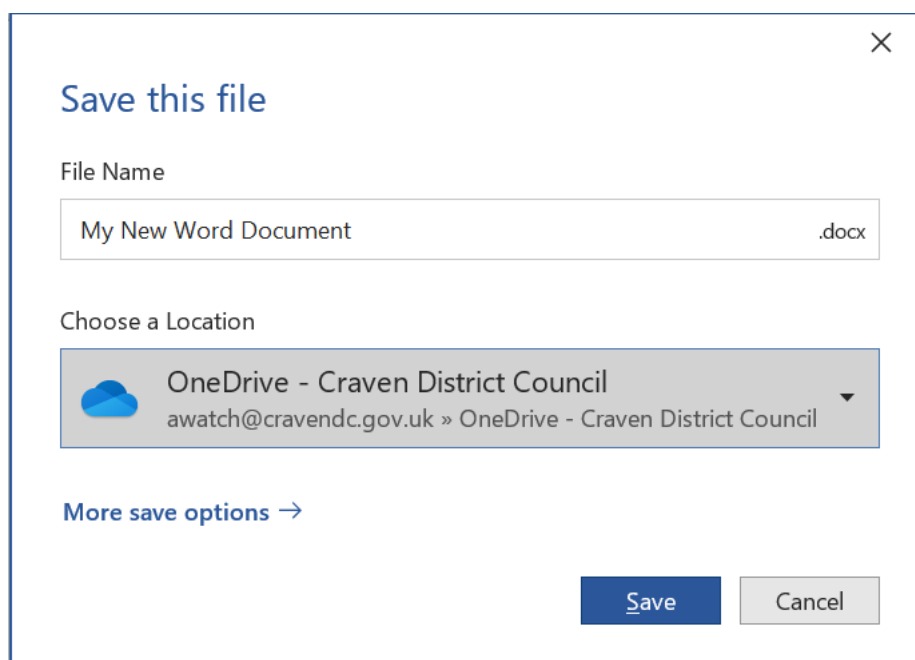 Save this file
File Name
My New Word Document .docx
Choose a Location
OneDrive - Craven District Council
awatch@cravendc.gov.uk » OneDrive - Craven District Council
More save options →
Save Cancel